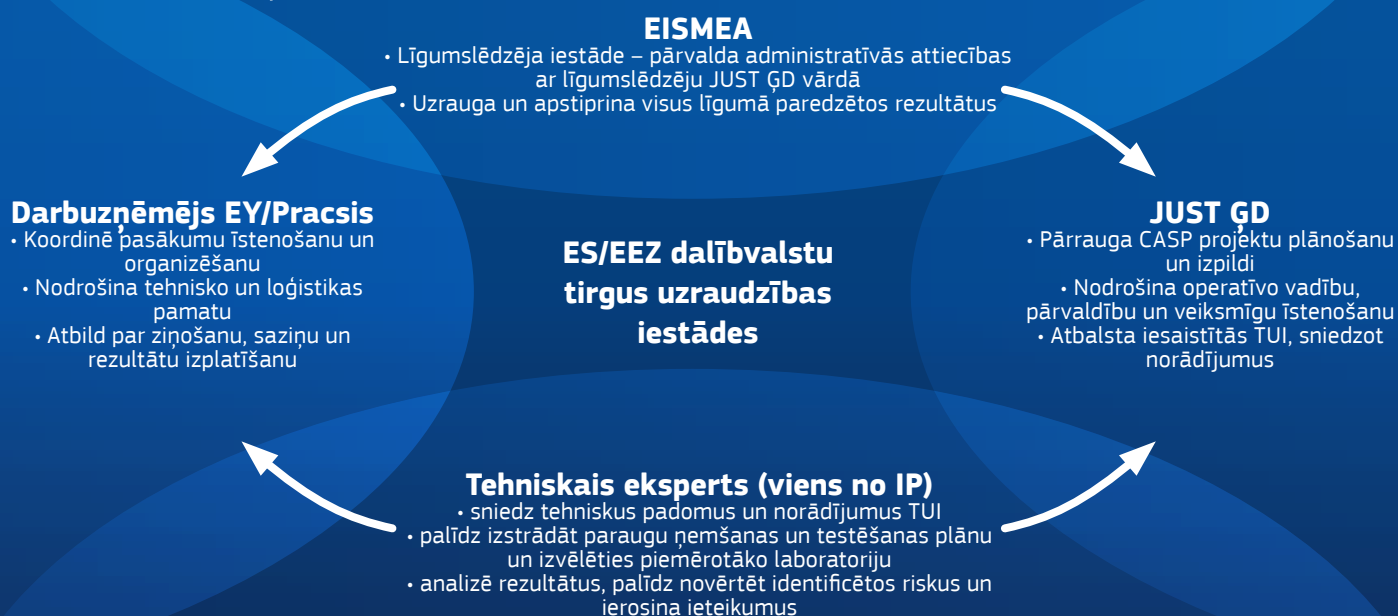 EISMEA
• Līgumslēdzēja iestāde – pārvalda administratīvās attiecības
ar līgumslēdzēju JUST ĢD vārdā
• Uzrauga un apstiprina visus līgumā paredzētos rezultātus
Darbuzņēmējs EY/Pracsis
• Koordinē pasākumu īstenošanu un
organizēšanu
• Nodrošina tehnisko un loģistikas
pamatu
• Atbild par ziņošanu, saziņu un
rezultātu izplatīšanu
ES/EEZ dalībvalstu
tirgus uzraudzības
iestādes
JUST ĢD
• Pārrauga CASP projektu plānošanu
un izpildi
• Nodrošina operatīvo vadību,
pārvaldību un veiksmīgu īstenošanu
• Atbalsta iesaistītās TUI, sniedzot
norādījumus
Tehniskais eksperts (viens no IP)
• sniedz tehniskus padomus un norādījumus TUI
• palīdz izstrādāt paraugu ņemšanas un testēšanas plānu
un izvēlēties piemērotāko laboratoriju
• analizē rezultātus, palīdz novērtēt identificētos riskus un
ierosina ieteikumus